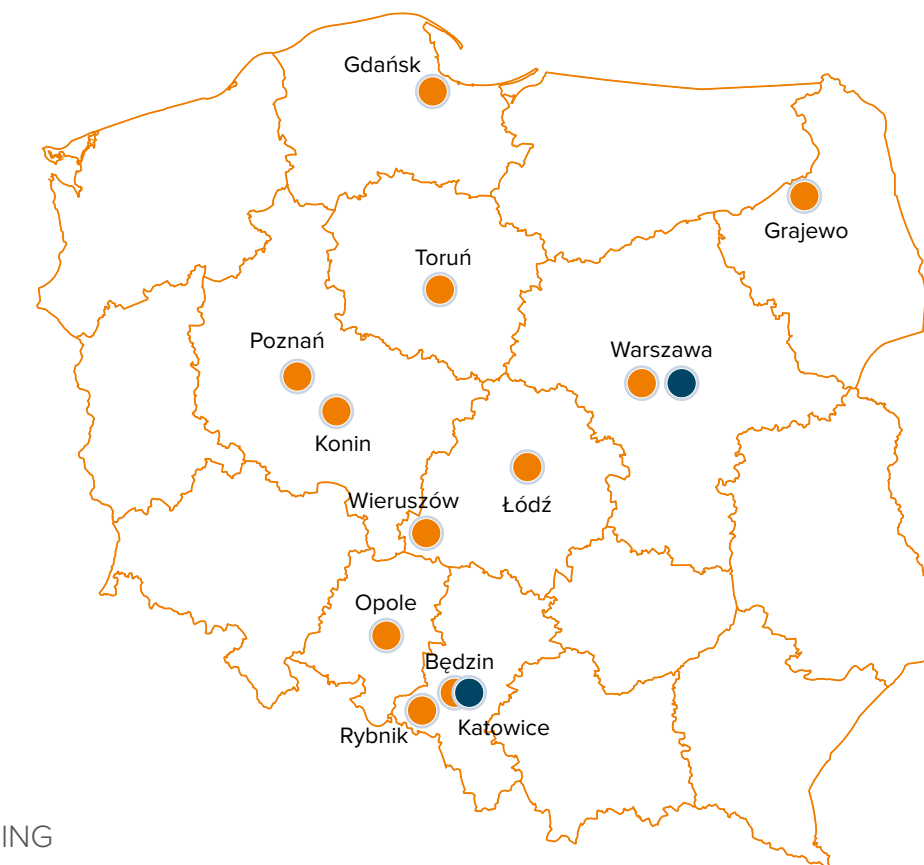 Gdańsk
Grajewo
Toruń
Poznań
Warszawa
Konin
Wieruszów
Łódź
Opole
Będzin
Katowice
Rybnik
ING